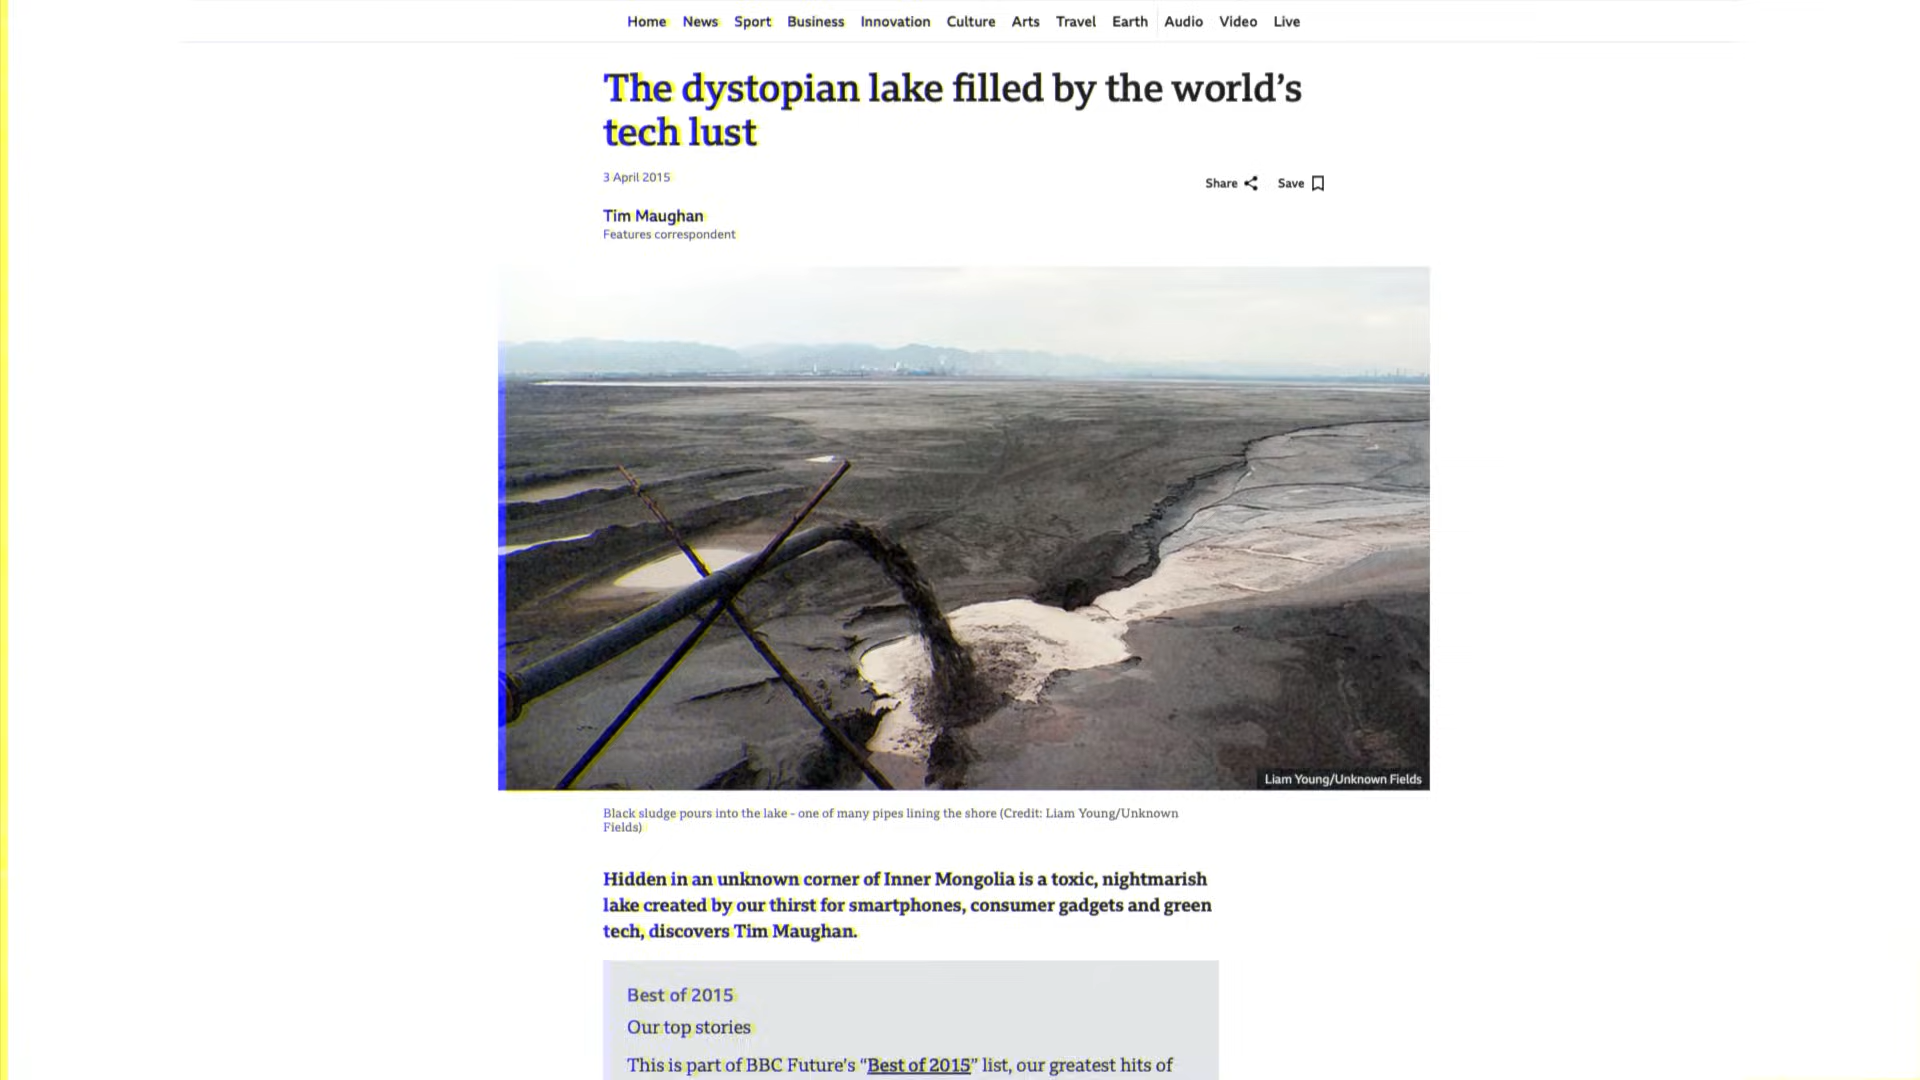 Home News Sport Business Innovation Culture Arts Travel Earth Audio Video Live
The dystopian lake filled by the world’s
tech lust
3 April 2015
Share Save
Tim Maughan
Features correspondent
Liam Young/Unknown Fields
Black sludge pours into the lake - one of many pipes lining the shore (Credit: Liam Young/Unknown
Fields)
Hidden in an unknown corner of Inner Mongolia is a toxic, nightmarish
lake created by our thirst for smartphones, consumer gadgets and green
tech, discovers Tim Maughan.
Best of 2015
Our top stories
This is part of BBC Future’s “Best of 2015” list, our greatest hits of